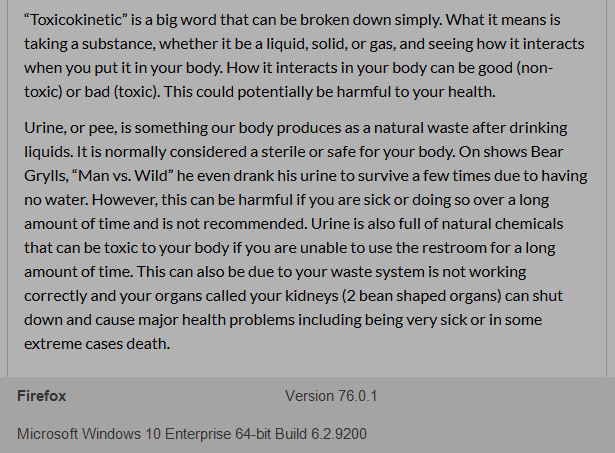 “Toxicokinetic” is a big word that can be broken down simply. What it means is
taking a substance, whether it be a liquid, solid, or gas, and seeing how it interacts
when you put it in your body. How it interacts in your body can be good (non-
toxic) or bad (toxic). This could potentially be harmful to your health.
Urine, or pee, is something our body produces as a natural waste after drinking
liquids. It is normally considered a sterile or safe for your body. On shows Bear
Grylls, “Man vs. Wild” he even drank his urine to survive a few times due to having
no water. However, this can be harmful if you are sick or doing so over a long
amount of time and is not recommended. Urine is also full of natural chemicals
that can be toxic to your body if you are unable to use the restroom for a long
amount of time. This can also be due to your waste system is not working
correctly and your organs called your kidneys (2 bean shaped organs) can shut
down and cause major health problems including being very sick or in some
extreme cases death.
Firefox Version 76.0.1
Microsoft Windows 10 Enterprise 64-bit Build 6.2.9200